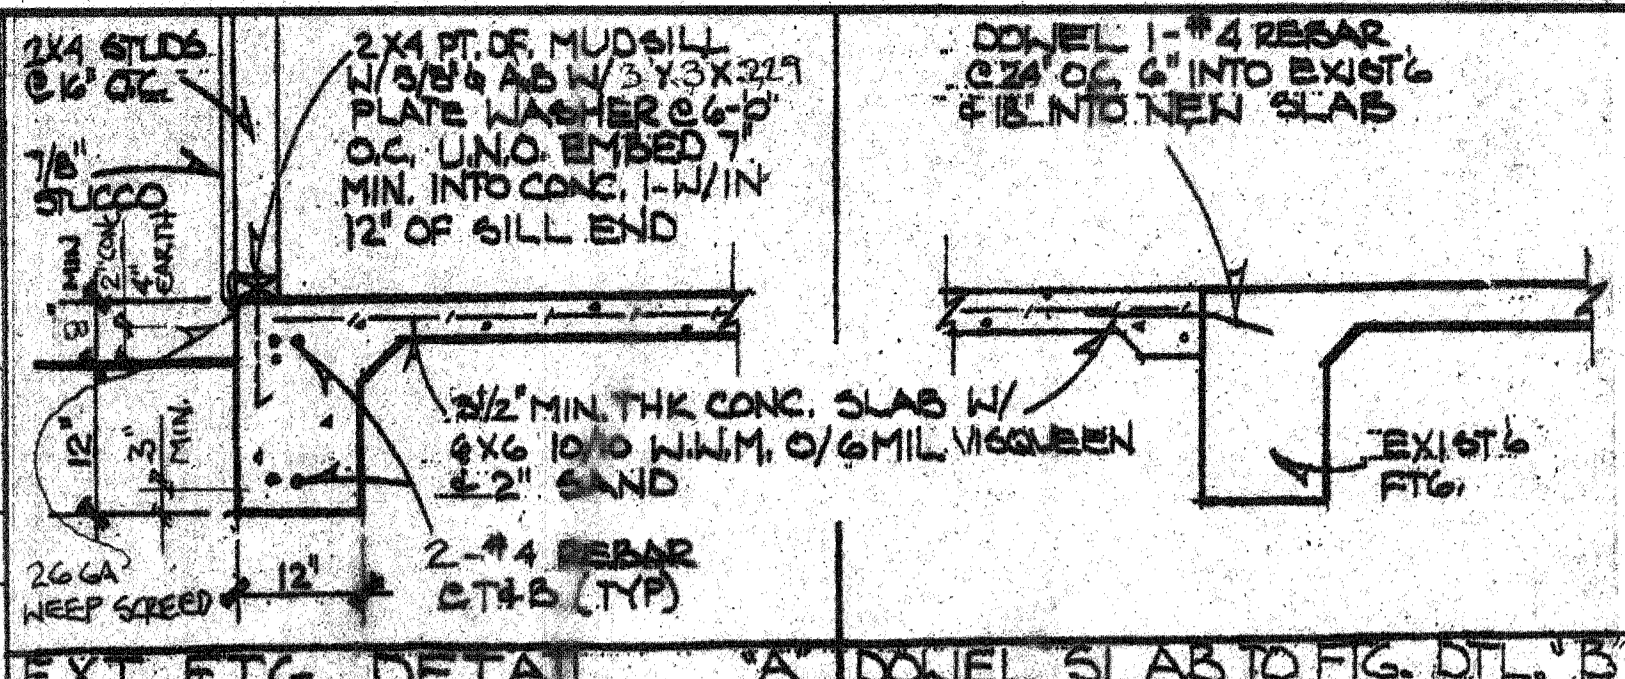 2X4 STUDS
@ 16" O.C.
7/8"
STUCCO
2X4 PT. DF. MUDSILL
W/ 5/8"φ AB W/ 3 X 3 X .229
PLATE WASHER @ 6'-0"
O.C. U.N.O. EMBED 7"
MIN. INTO CONC. 1-W/IN
12" OF SILL END
8" MIN
2" CONC
4"
EARTH
12"
3"
MIN.
26 GA
WEEP SCREED
12"
3 1/2" MIN. THK CONC. SLAB W/
6X6 10/10 W.W.M. O/ 6 MIL VISQUEEN
& 2" SAND
2-#4 REBAR
@ T&B (TYP)
EXT. FTG. DETAIL "A"
DOWEL 1-#4 REBAR
@ 24" O.C. 6" INTO EXIST'G
& 18" INTO NEW SLAB
EXIST'G
FTG.
DOWEL SLAB TO FTG. DTL. "B"